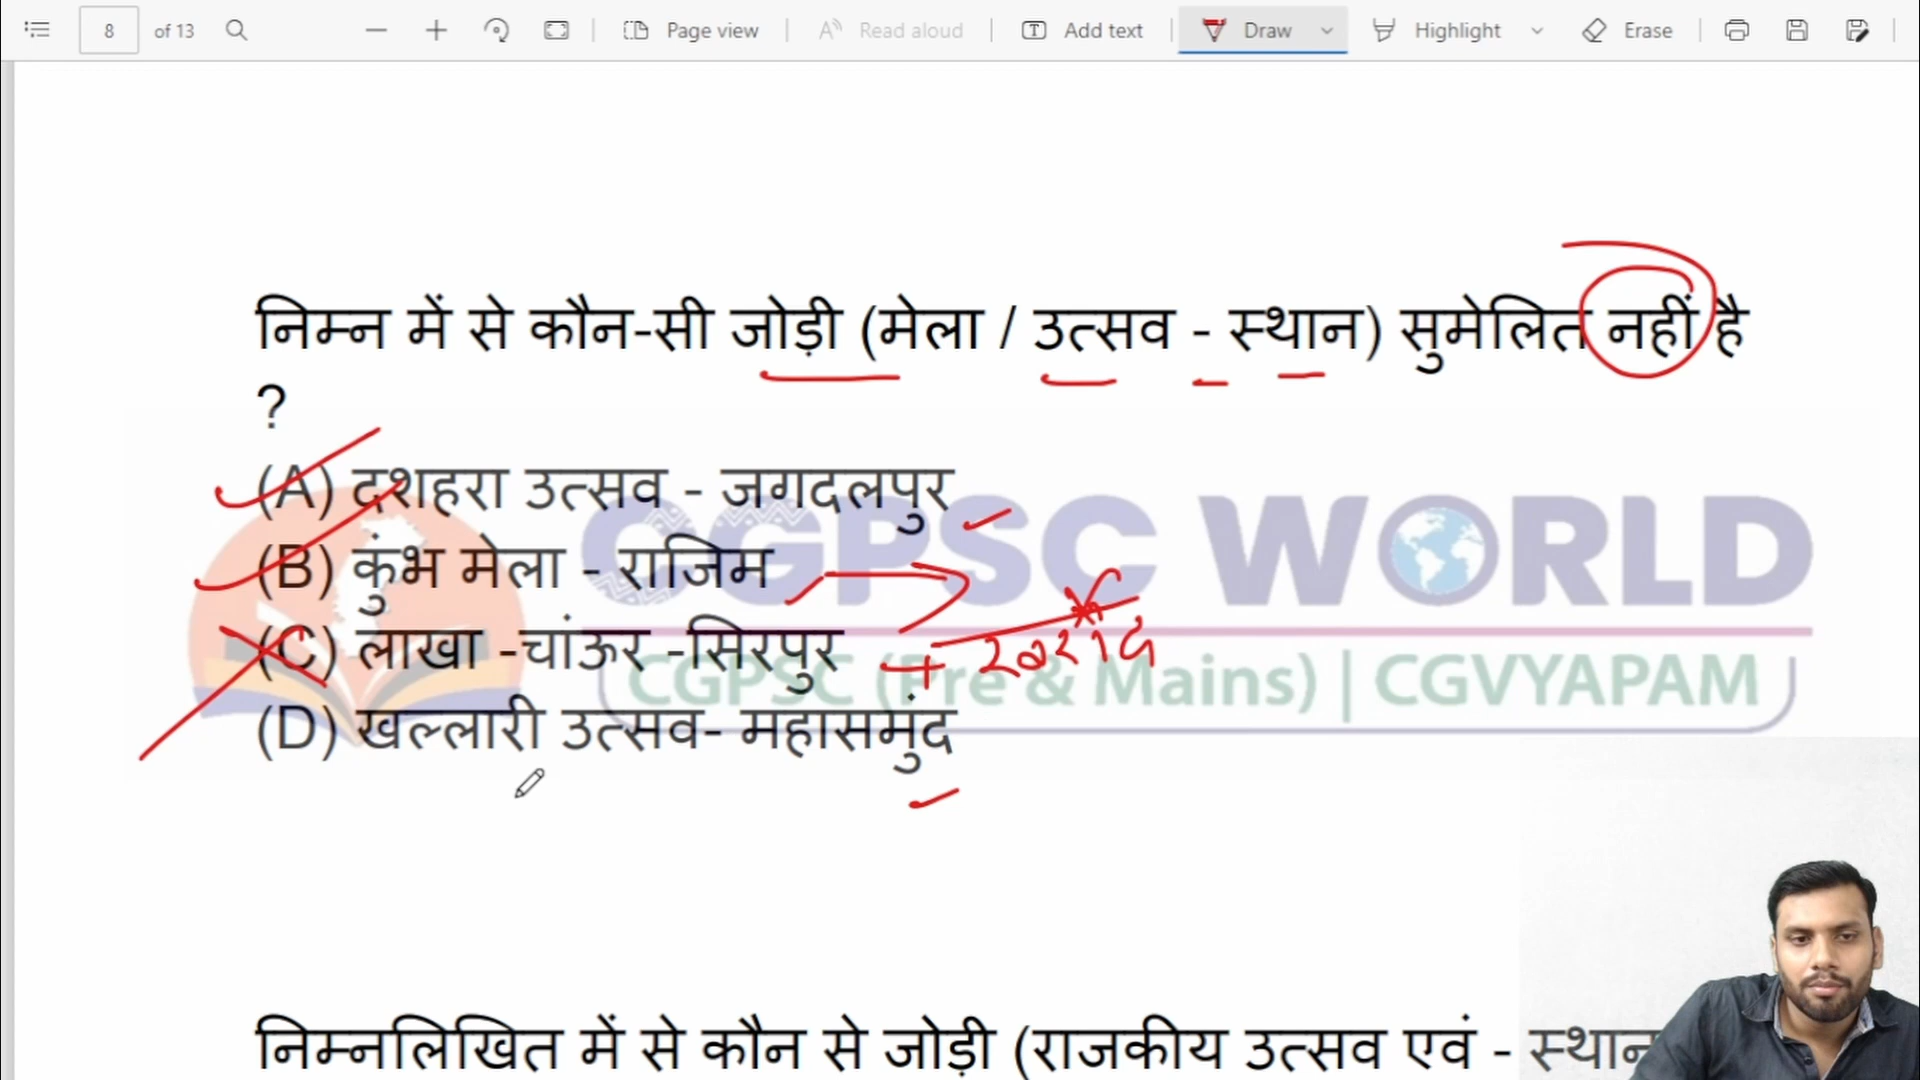 8 of 13 Page view Read aloud Add text Draw Highlight Erase
निम्न में से कौन-सी जोड़ी (मेला / उत्सव - स्थान) सुमेलित नहीं है
?
(A) दशहरा उत्सव - जगदलपुर
(B) कुंभ मेला - राजिम
(C) लाखा -चांऊर -सिरपुर
(D) खल्लारी उत्सव- महासमुंद
CGPSC WORLD
CGPSC (Pre & Mains) | CGVYAPAM
निम्नलिखित में से कौन से जोड़ी (राजकीय उत्सव एवं - स्थान